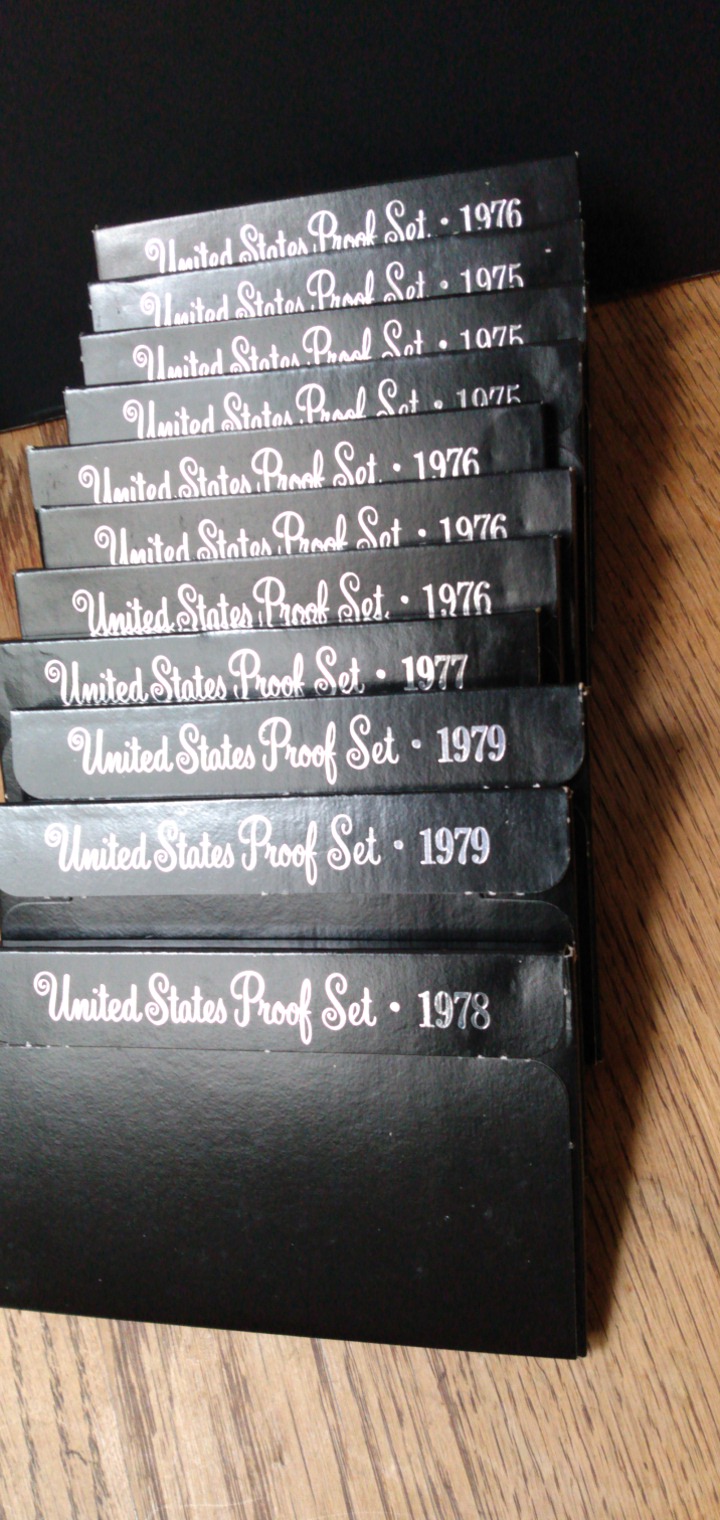 United States Proof Set • 1976
United States Proof Set • 1975
United States Proof Set • 1975
United States Proof Set • 1975
United States Proof Set • 1976
United States Proof Set • 1976
United States Proof Set • 1976
United States Proof Set • 1977
United States Proof Set • 1979
United States Proof Set • 1979
United States Proof Set • 1978